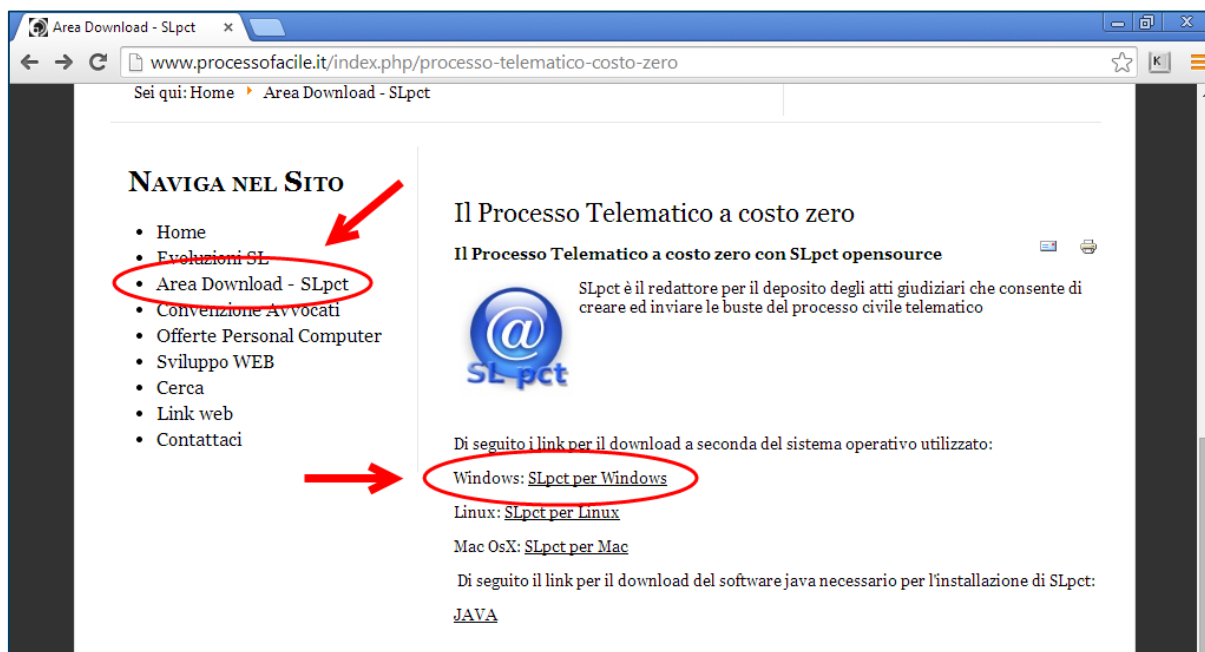 Area Download - SLpct
www.processofacile.it/index.php/processo-telematico-costo-zero
K
Sei qui: Home Area Download - SLpct
NAVIGA NEL SITO
Home
Evoluzioni SL
Area Download - SLpct
Convenzione Avvocati
Offerte Personal Computer
Sviluppo WEB
Cerca
Link web
Contattaci
Il Processo Telematico a costo zero
Il Processo Telematico a costo zero con SLpct opensource
@
SL pct
SLpct è il redattore per il deposito degli atti giudiziari che consente di
creare ed inviare le buste del processo civile telematico
Di seguito i link per il download a seconda del sistema operativo utilizzato:
Windows: SLpct per Windows
Linux: SLpct per Linux
Mac OsX: SLpct per Mac
Di seguito il link per il download del software java necessario per l'installazione di SLpct:
JAVA